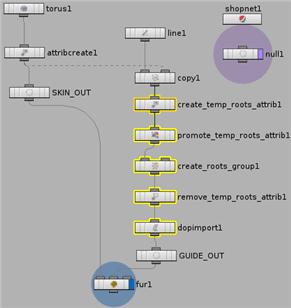 torus1
shopnet1
line1
attribcreate1
null1
copy1
SKIN_OUT
create_temp_roots_attrib1
promote_temp_roots_attrib1
create_roots_group1
remove_temp_roots_attrib1
dopimport1
GUIDE_OUT
fur1